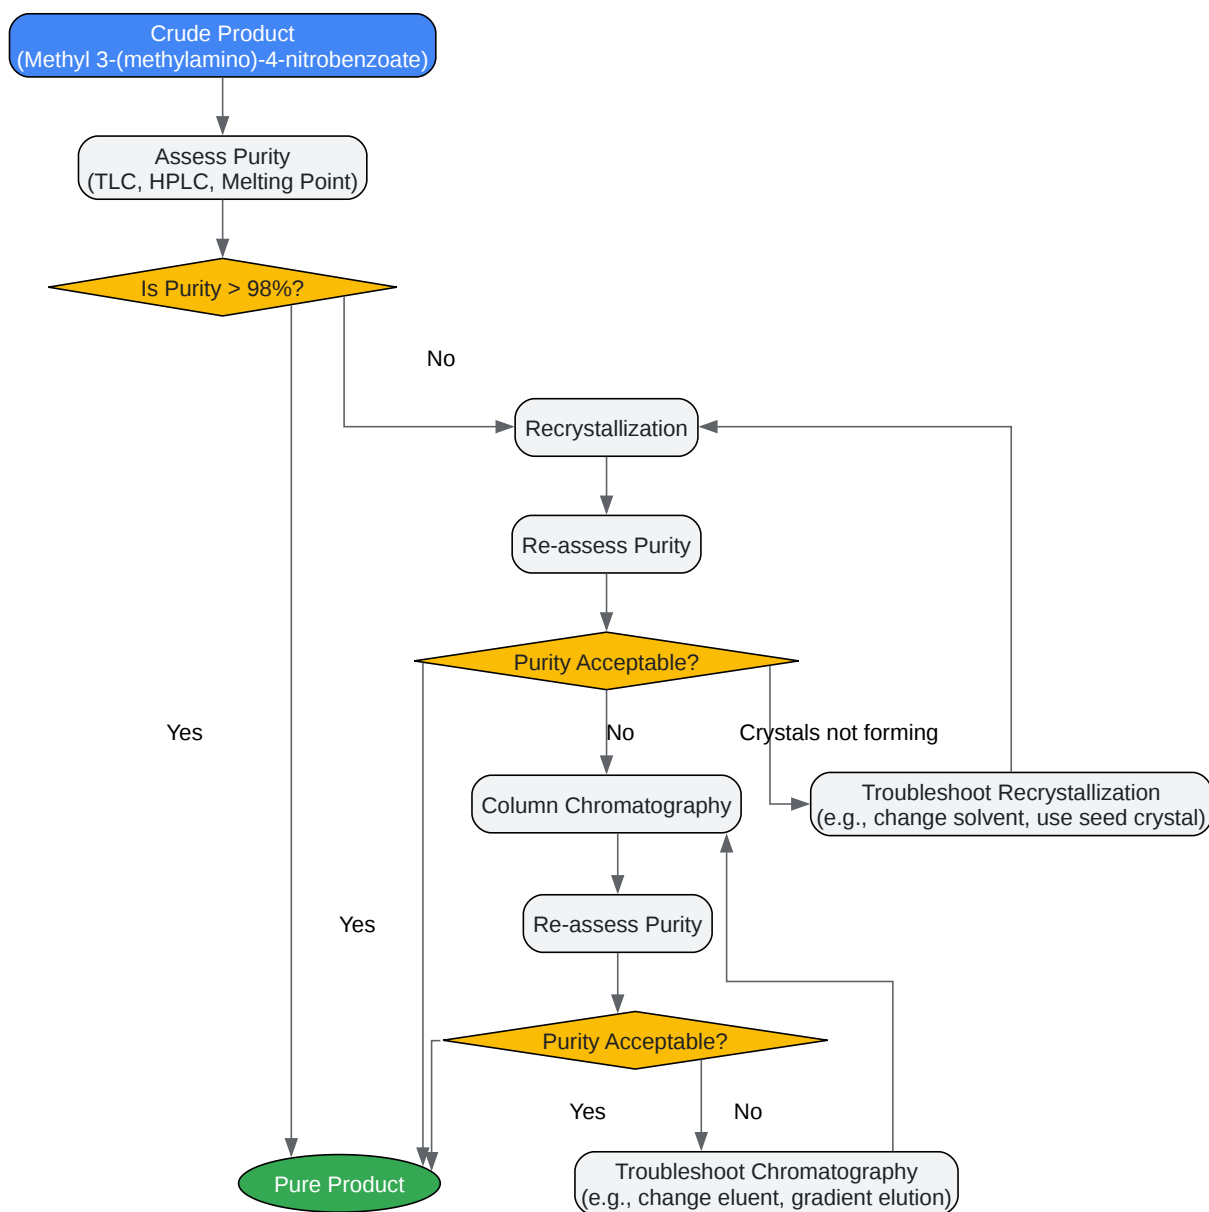 Crude Product
(Methyl 3-(methylamino)-4-nitrobenzoate)
Assess Purity
(TLC, HPLC, Melting Point)
Is Purity > 98%?
No
Recrystallization
Re-assess Purity
Purity Acceptable?
Yes
No
Crystals not forming
Column Chromatography
Troubleshoot Recrystallization
(e.g., change solvent, use seed crystal)
Re-assess Purity
Yes
Purity Acceptable?
Yes
No
Pure Product
Troubleshoot Chromatography
(e.g., change eluent, gradient elution)